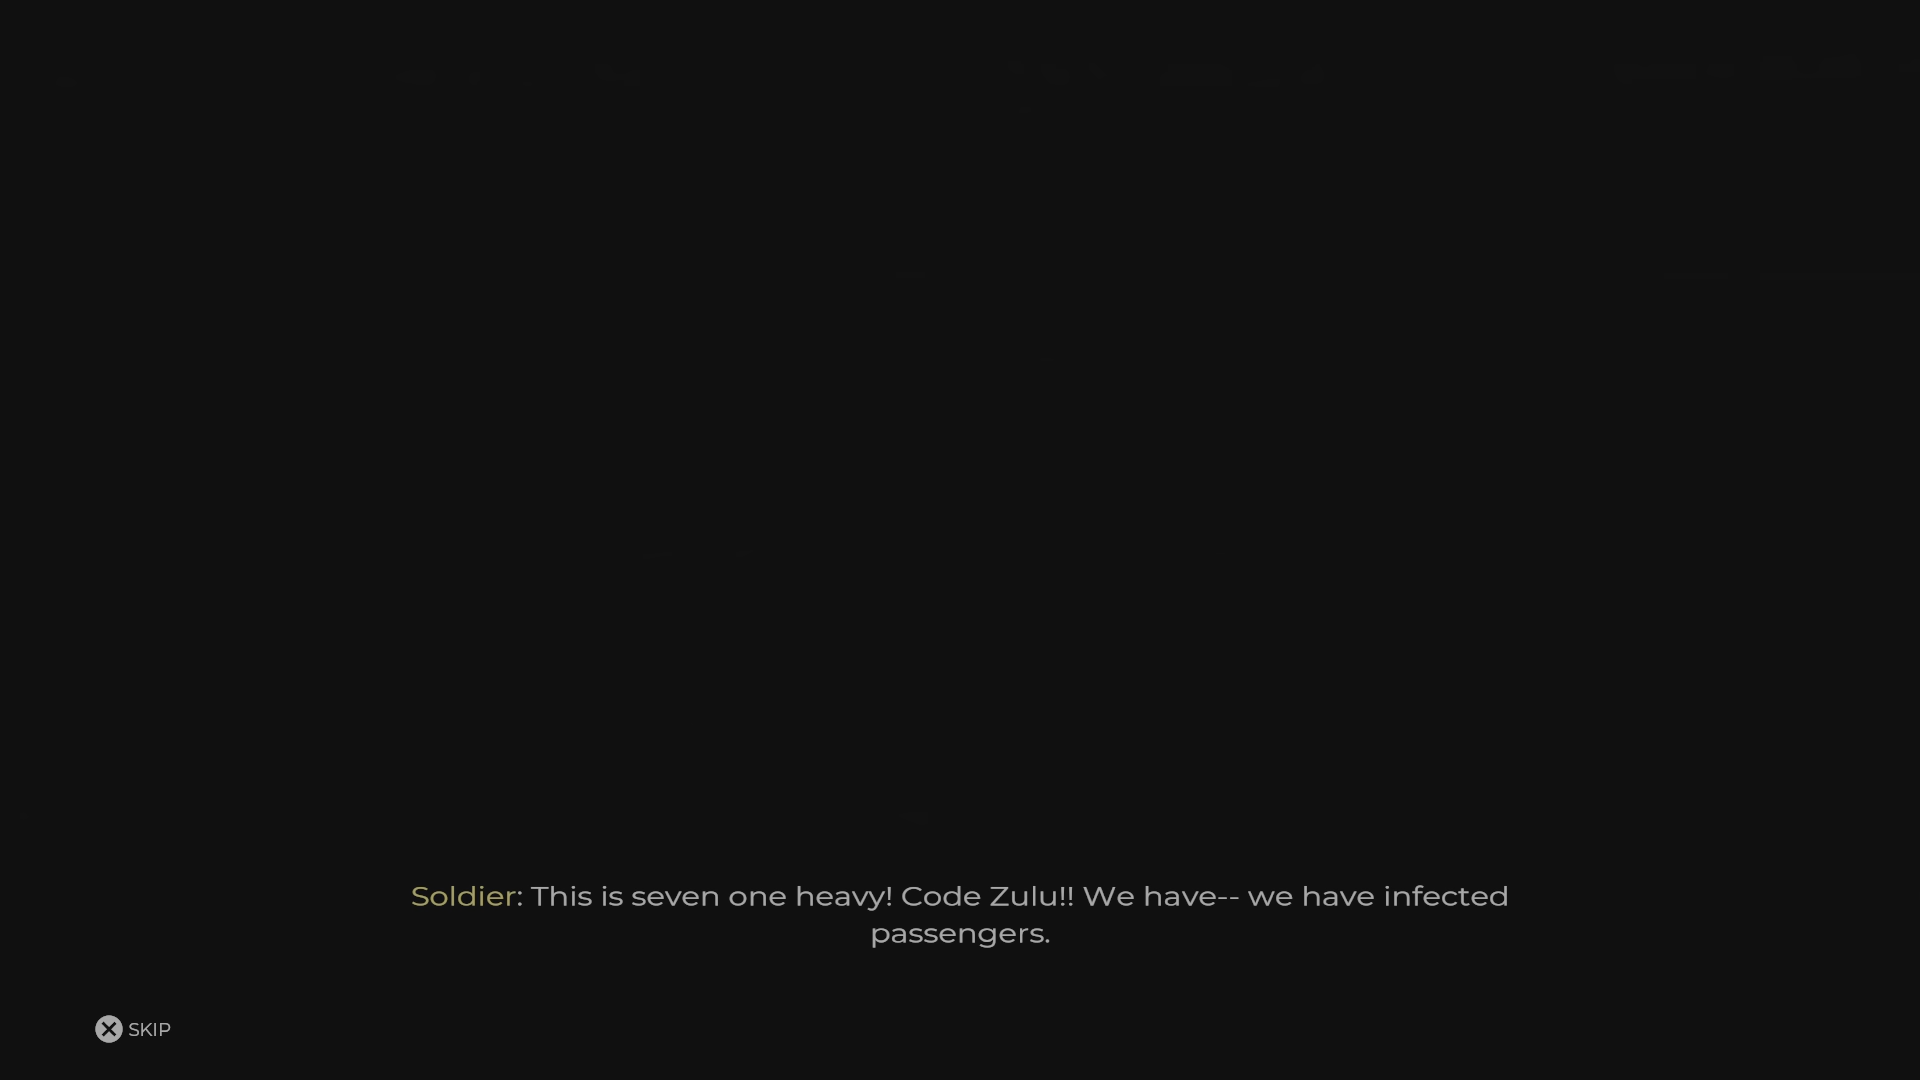 Soldier: This is seven one heavy! Code Zulu!! We have-- we have infected
passengers.
SKIP